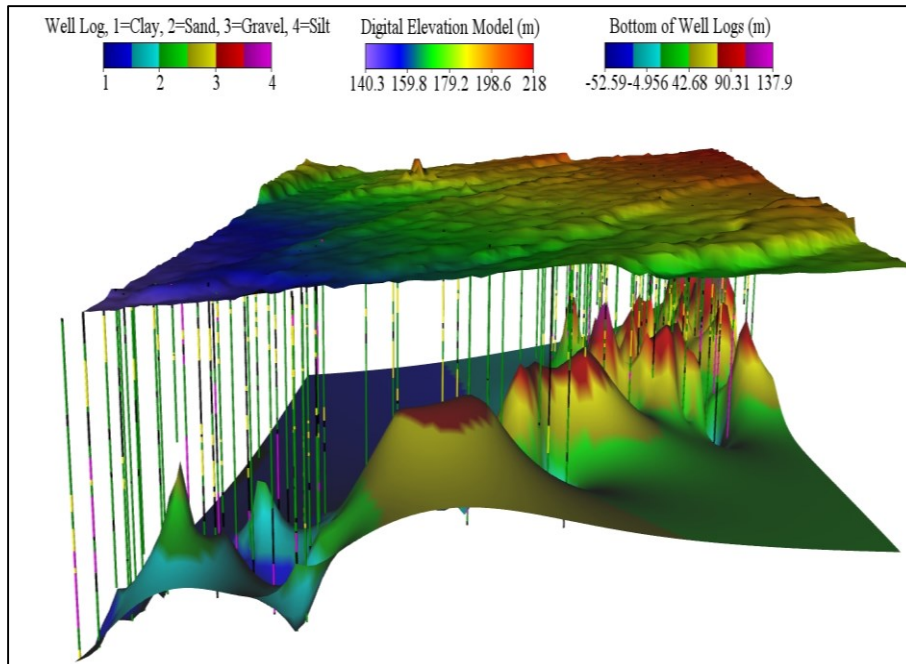 Well Log, 1=Clay, 2=Sand, 3=Gravel, 4=Silt
1 2 3 4
Digital Elevation Model (m)
140.3 159.8 179.2 198.6 218
Bottom of Well Logs (m)
-52.59 -4.956 42.68 90.31 137.9